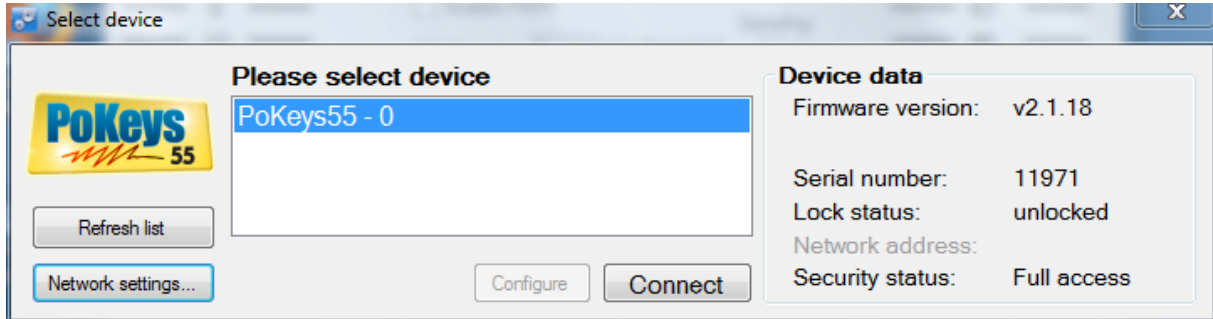 Select device
X
PoKeys
55
Refresh list
Network settings...
Please select device
PoKeys55 - 0
Configure
Connect
Device data
Firmware version: v2.1.18
Serial number: 11971
Lock status: unlocked
Network address:
Security status: Full access